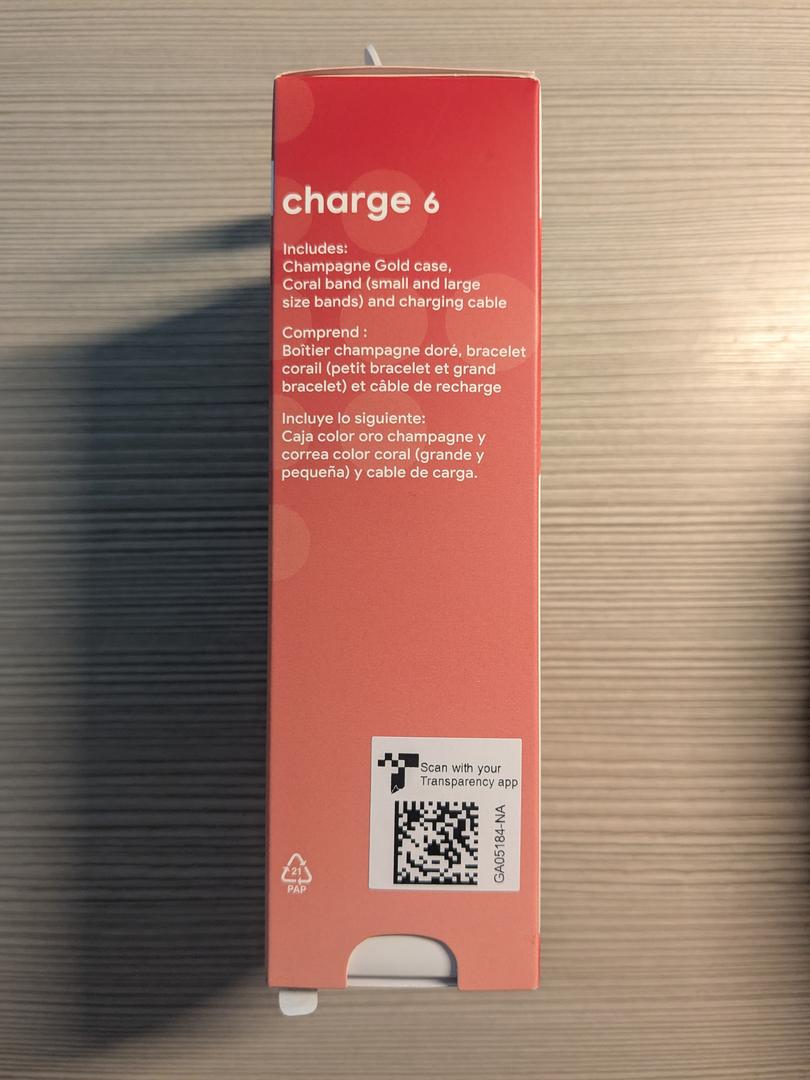 charge 6
Includes:
Champagne Gold case,
Coral band (small and large
size bands) and charging cable
Comprend :
Boîtier champagne doré, bracelet
corail (petit bracelet et grand
bracelet) et câble de recharge
Incluye lo siguiente:
Caja color oro champagne y
correa color coral (grande y
pequeña) y cable de carga.
Scan with your
Transparency app
GA05184-NA
21
PAP